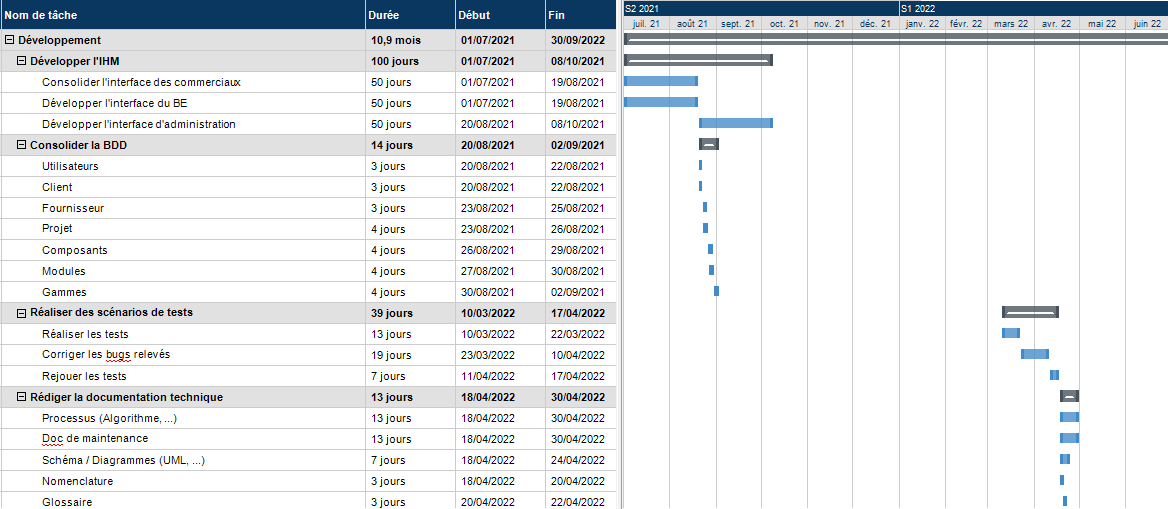 Nom de tâche Durée Début Fin S2 2021 S1 2022
juil. 21 août 21 sept. 21 oct. 21 nov. 21 déc. 21 janv. 22 févr. 22 mars 22 avr. 22 mai 22 juin 22
Développement 10,9 mois 01/07/2021 30/09/2022
Développer l'IHM 100 jours 01/07/2021 08/10/2021
Consolider l'interface des commerciaux 50 jours 01/07/2021 19/08/2021
Développer l'interface du BE 50 jours 01/07/2021 19/08/2021
Développer l'interface d'administration 50 jours 20/08/2021 08/10/2021
Consolider la BDD 14 jours 20/08/2021 02/09/2021
Utilisateurs 3 jours 20/08/2021 22/08/2021
Client 3 jours 20/08/2021 22/08/2021
Fournisseur 3 jours 23/08/2021 25/08/2021
Projet 4 jours 23/08/2021 26/08/2021
Composants 4 jours 26/08/2021 29/08/2021
Modules 4 jours 27/08/2021 30/08/2021
Gammes 4 jours 30/08/2021 02/09/2021
Réaliser des scénarios de tests 39 jours 10/03/2022 17/04/2022
Réaliser les tests 13 jours 10/03/2022 22/03/2022
Corriger les bugs relevés 19 jours 23/03/2022 10/04/2022
Rejouer les tests 7 jours 11/04/2022 17/04/2022
Rédiger la documentation technique 13 jours 18/04/2022 30/04/2022
Processus (Algorithme, ...) 13 jours 18/04/2022 30/04/2022
Doc de maintenance 13 jours 18/04/2022 30/04/2022
Schéma / Diagrammes (UML, ...) 7 jours 18/04/2022 24/04/2022
Nomenclature 3 jours 18/04/2022 20/04/2022
Glossaire 3 jours 20/04/2022 22/04/2022